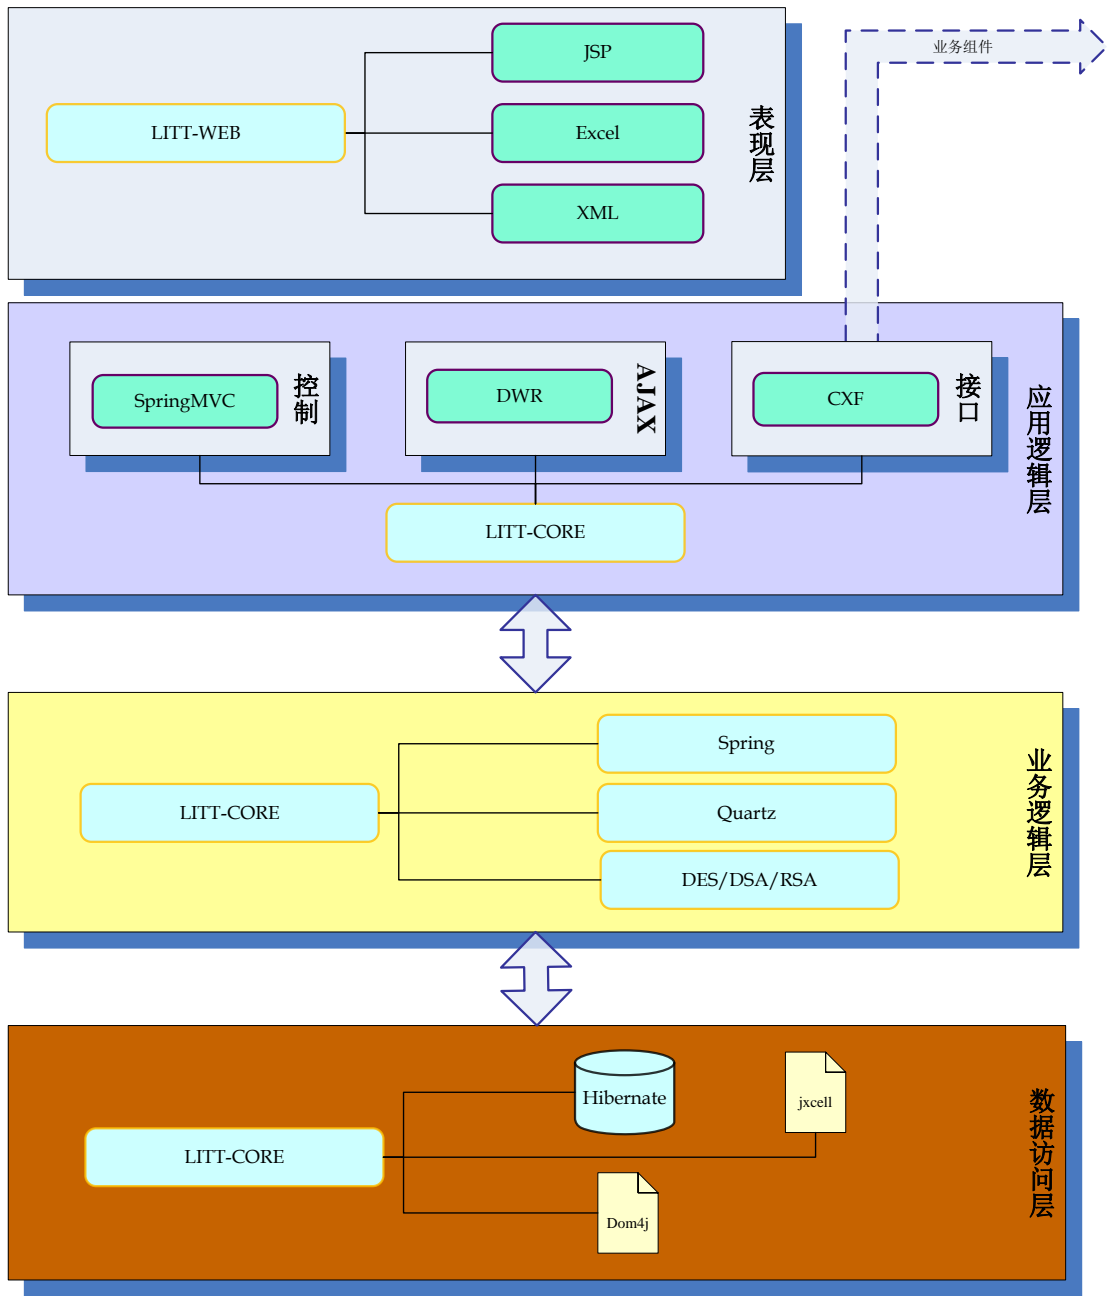 业务组件
JSP
LITT-WEB
Excel
XML
表现层
SpringMVC
控制
DWR
AJAX
CXF
接口
LITT-CORE
应用逻辑层
Spring
LITT-CORE
Quartz
DES/DSA/RSA
业务逻辑层
Hibernate
jxcell
LITT-CORE
Dom4j
数据访问层